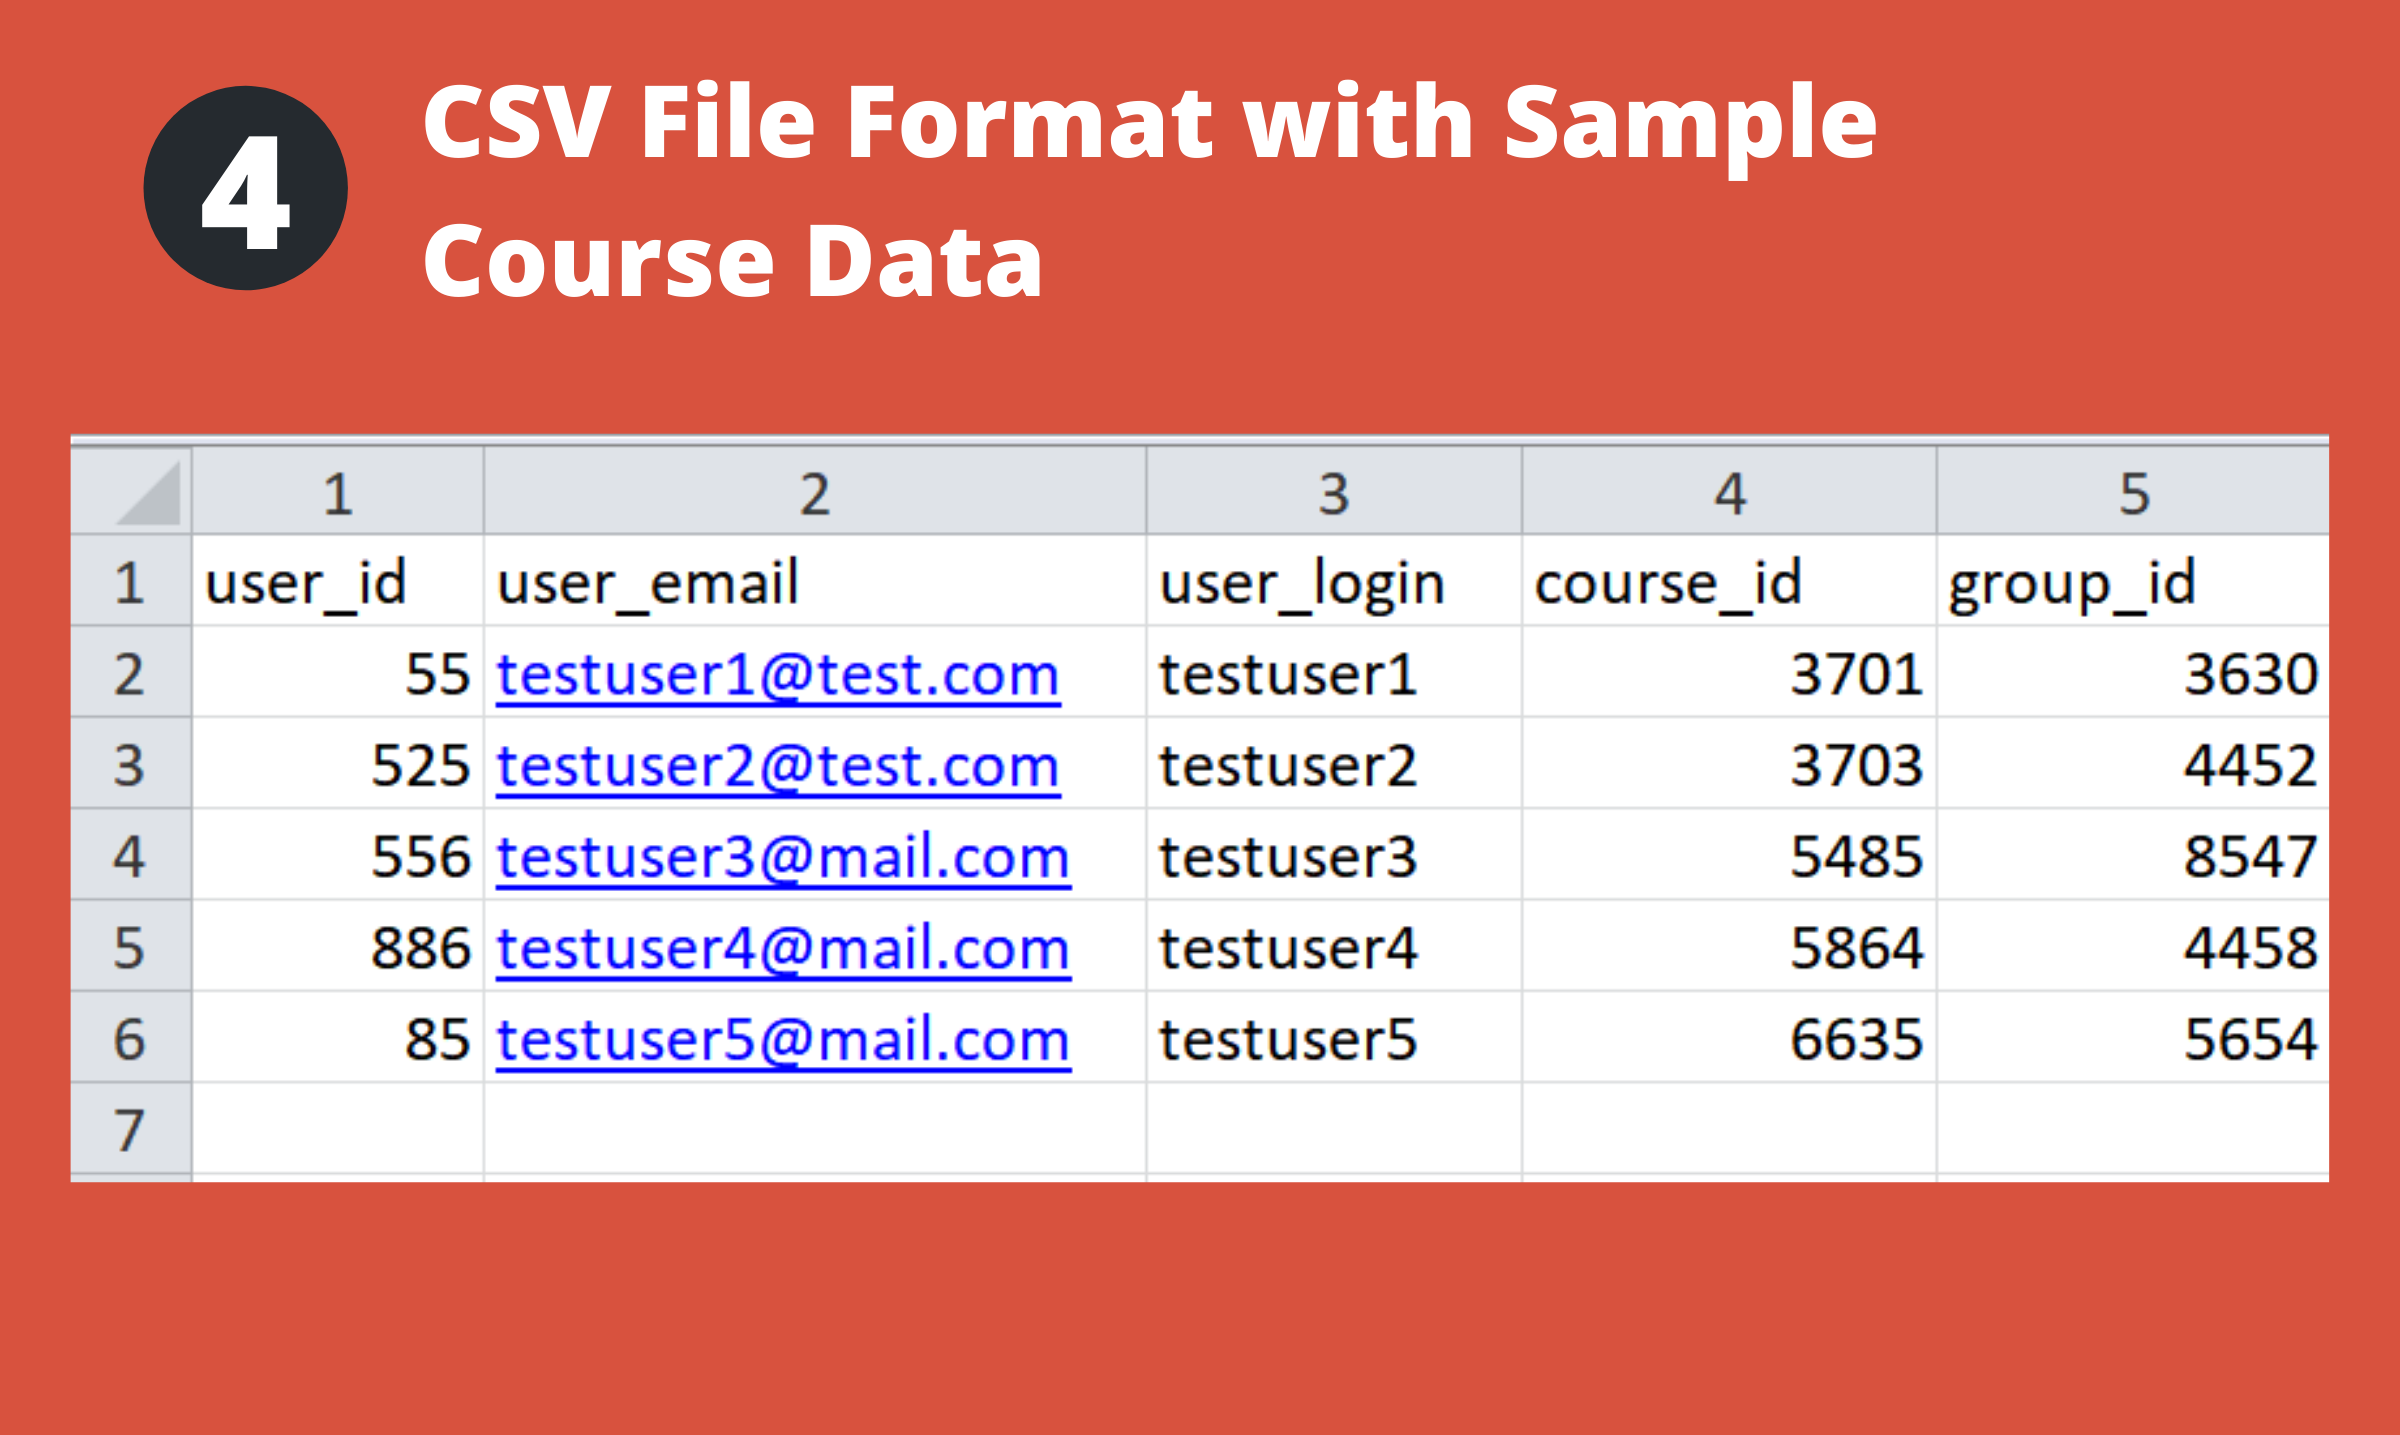 4
CSV File Format with Sample
Course Data
1 2 3 4 5
1 user_id user_email user_login course_id group_id
2 55 testuser1@test.com testuser1 3701 3630
3 525 testuser2@test.com testuser2 3703 4452
4 556 testuser3@mail.com testuser3 5485 8547
5 886 testuser4@mail.com testuser4 5864 4458
6 85 testuser5@mail.com testuser5 6635 5654
7